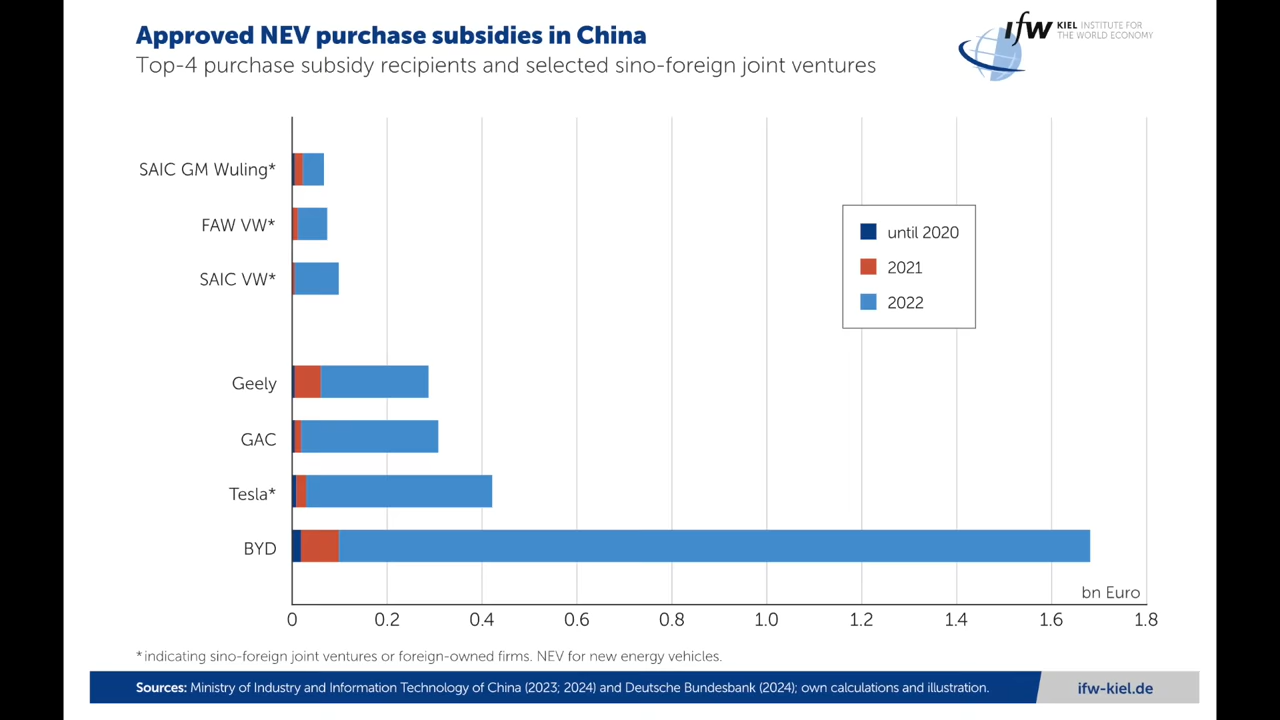 Approved NEV purchase subsidies in China
Top-4 purchase subsidy recipients and selected sino-foreign joint ventures
ifw KIEL INSTITUTE FOR
THE WORLD ECONOMY
SAIC GM Wuling*
FAW VW*
SAIC VW*
Geely
GAC
Tesla*
BYD
until 2020
2021
2022
bn Euro
0 0.2 0.4 0.6 0.8 1.0 1.2 1.4 1.6 1.8
*indicating sino-foreign joint ventures or foreign-owned firms. NEV for new energy vehicles.
Sources: Ministry of Industry and Information Technology of China (2023; 2024) and Deutsche Bundesbank (2024); own calculations and illustration.
ifw-kiel.de